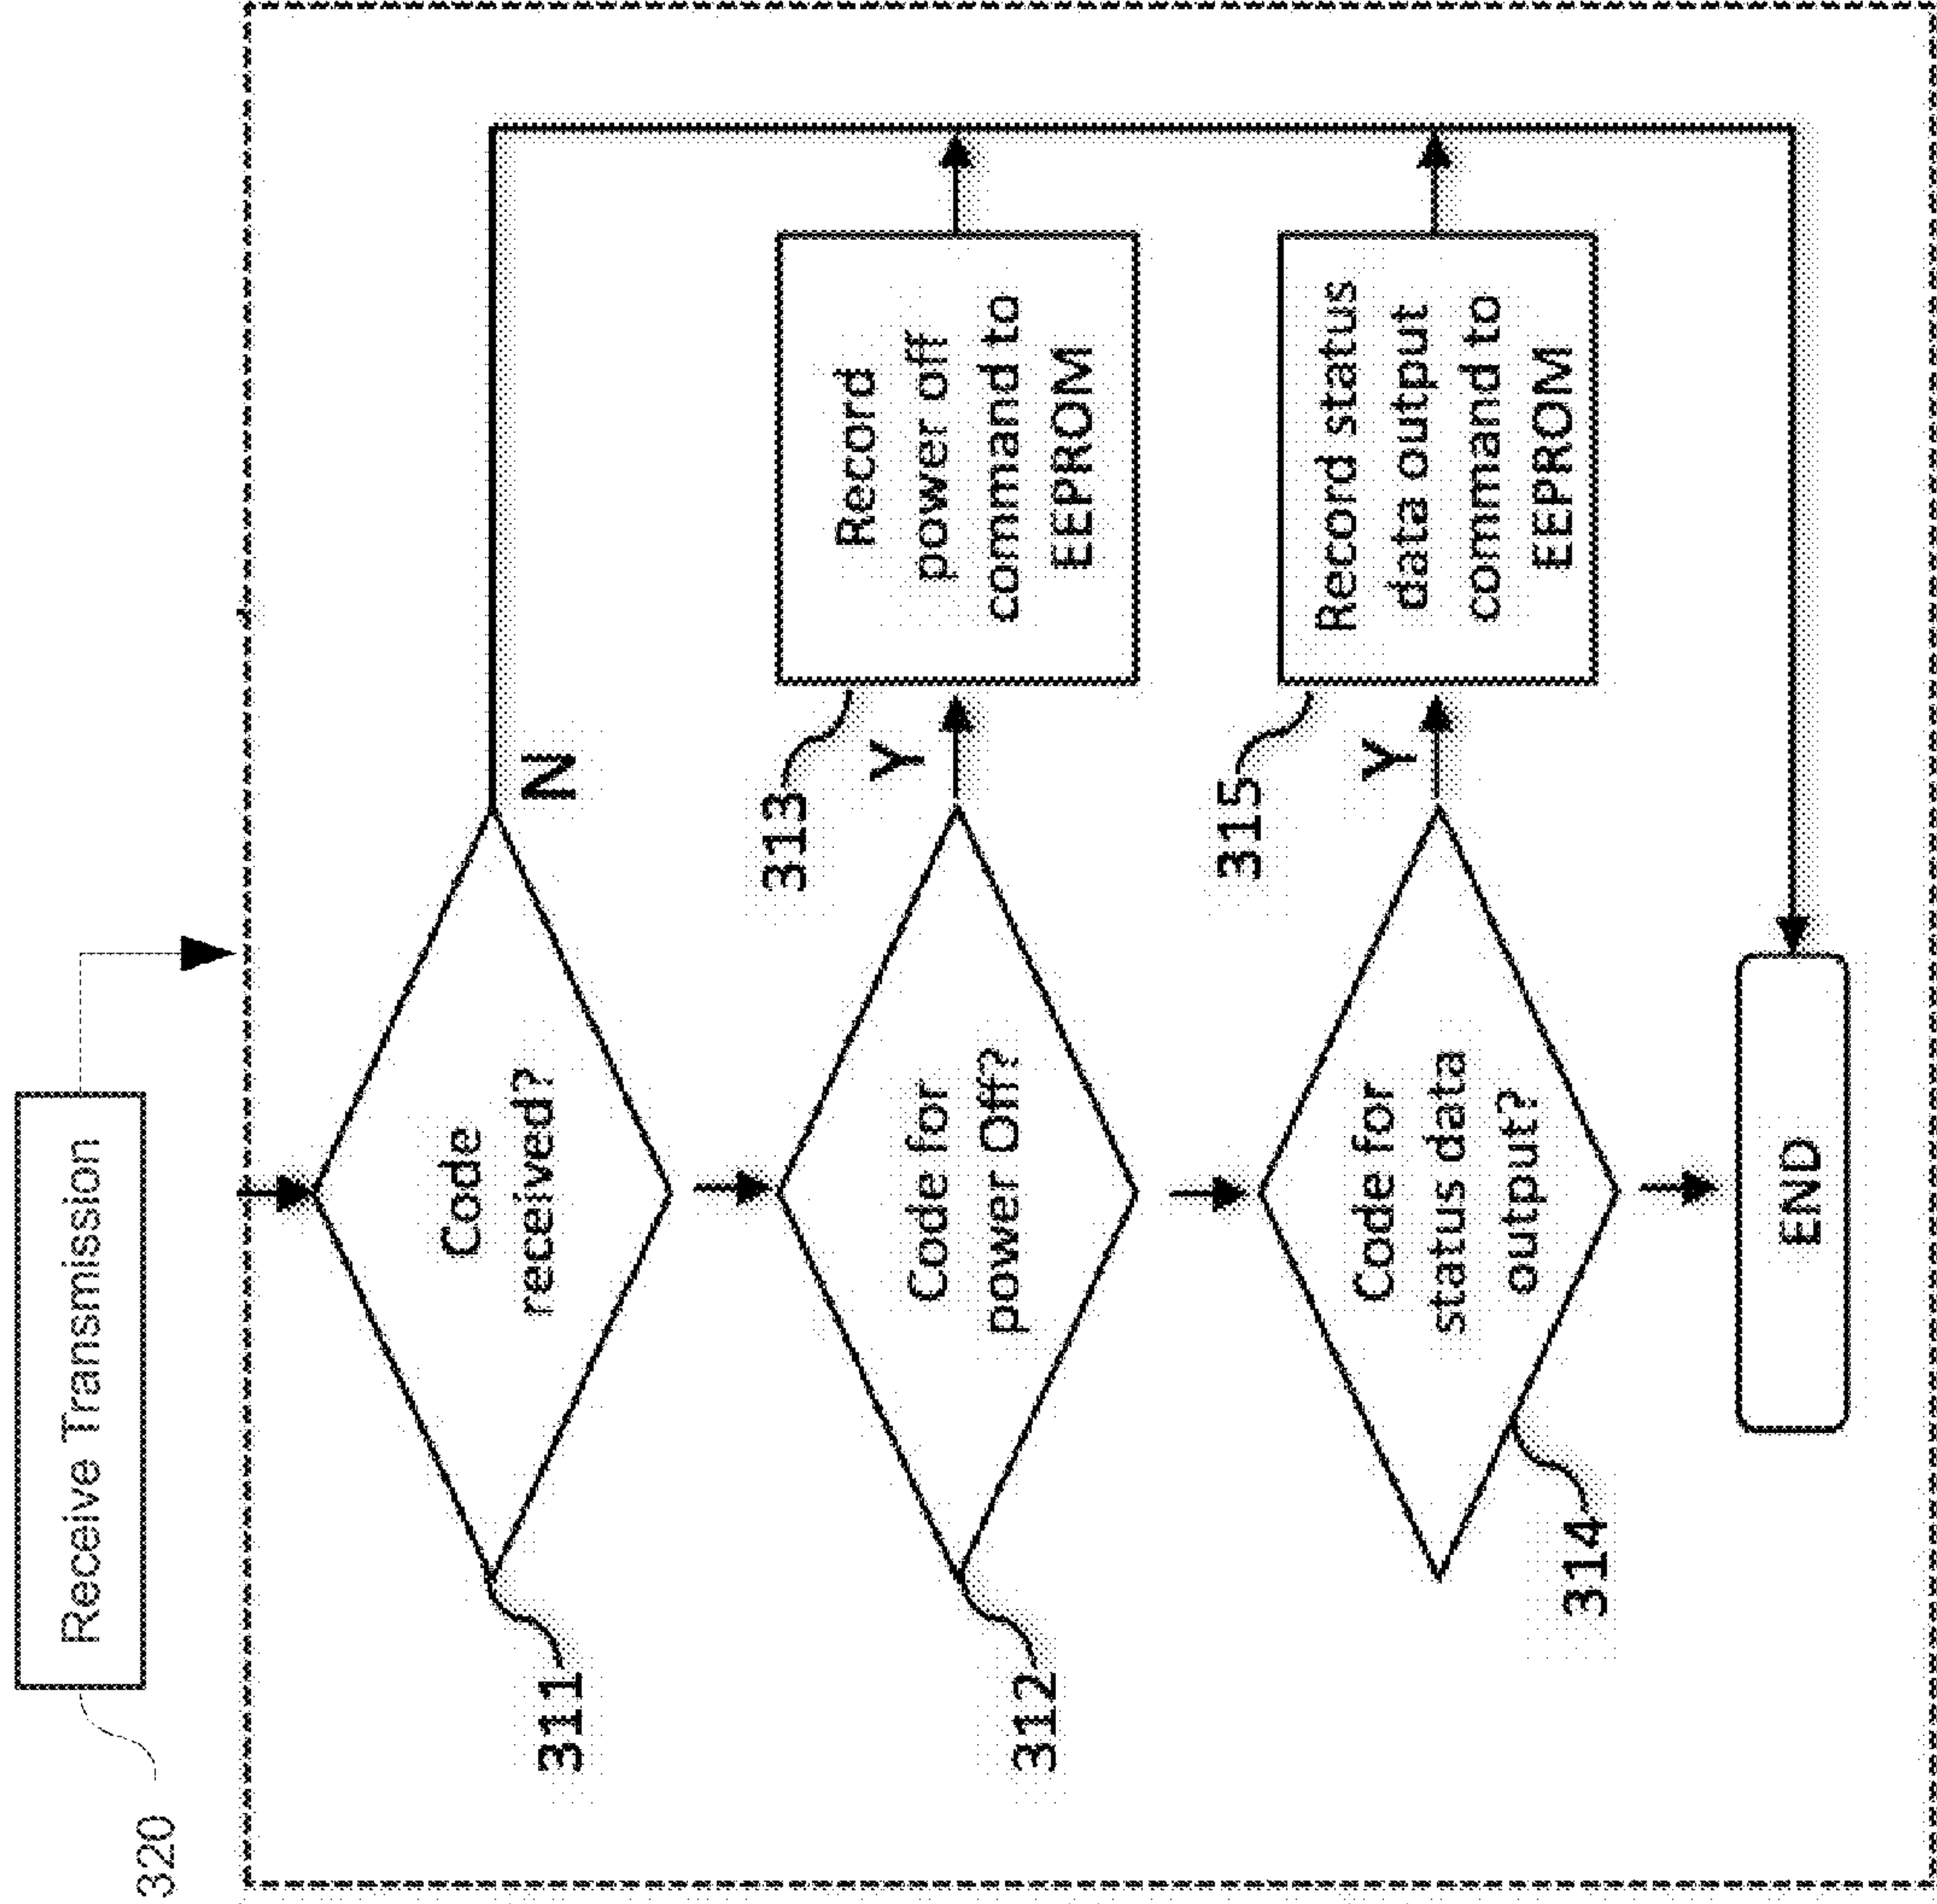 320
Receive Transmission
311
Code
received?
N
312
Code for
power Off?
313
Y
Record
power off
command to
EEPROM
314
Code for
status data
output?
315
Y
Record status
data output
command to
EEPROM
END